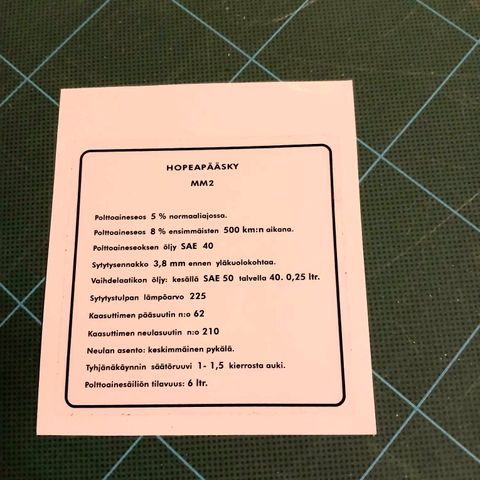 HOPEAPÄÄSKY
MM2
Polttoaineseos 5 % normaaliajossa.
Polttoaineseos 8 % ensimmäisten 500 km:n aikana.
Polttoaineseoksen öljy SAE 40
Sytytysennakko 3,8 mm ennen yläkuolokohtaa.
Vaihdelaatikon öljy: kesällä SAE 50 talvella 40. 0,25 ltr.
Sytytystulpan lämpöarvo 225
Kaasuttimen pääsuutin n:o 62
Kaasuttimen neulasuutin n:o 210
Neulan asento: keskimmäinen pykälä.
Tyhjänäkäynnin säätöruuvi 1- 1,5 kierrosta auki.
Polttoainesäiliön tilavuus: 6 ltr.